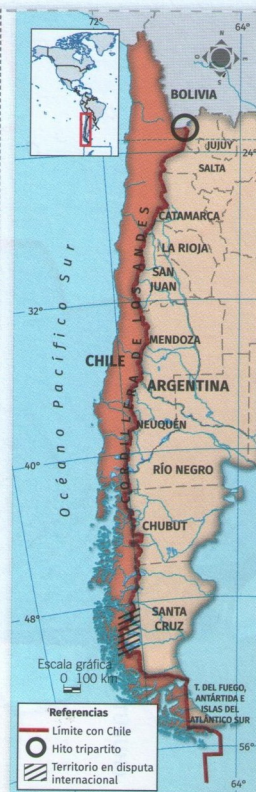 72°
64°
BOLIVIA
JUJUY
24°
SALTA
CATAMARCA
LA RIOJA
SAN
JUAN
32°
MENDOZA
CHILE
ARGENTINA
NEUQUÉN
CORDILLERA DE LOS ANDES
Océano Pacífico Sur
40°
RÍO NEGRO
CHUBUT
48°
SANTA
CRUZ
Escala gráfica
0 100 km
T. DEL FUEGO,
ANTÁRTIDA E
ISLAS DEL
ATLÁNTICO SUR
Referencias
Límite con Chile
Hito tripartito
Territorio en disputa
internacional
56°
64°